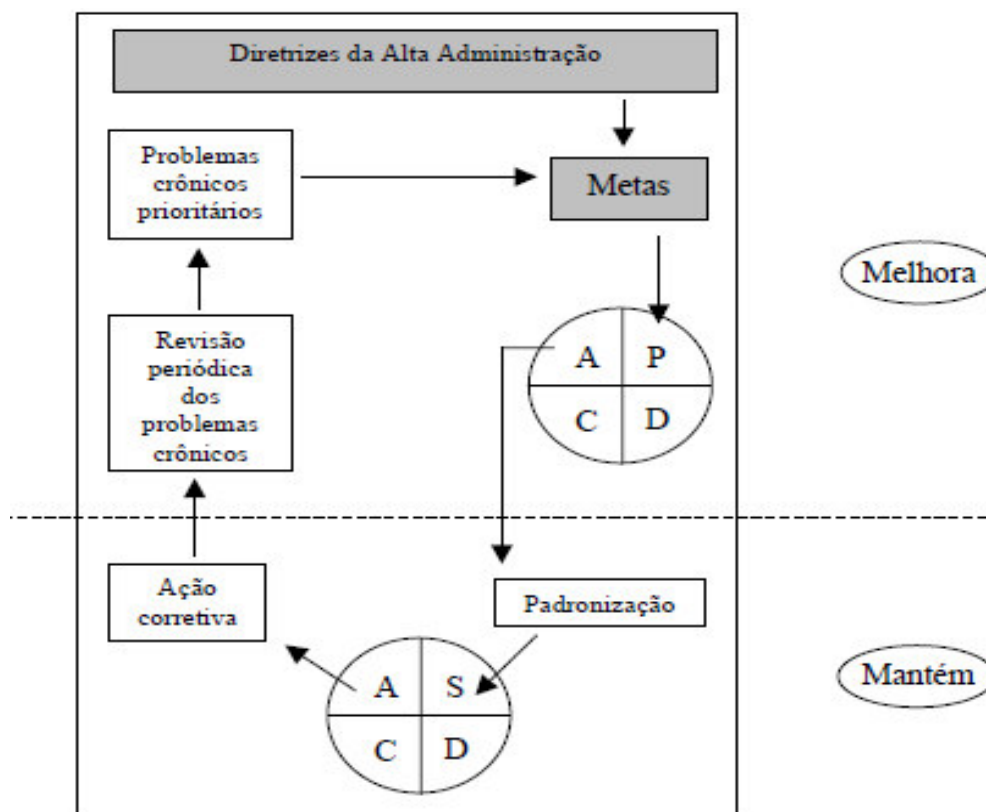 Diretrizes da Alta Administração
Problemas
crônicos
prioritários
Metas
Melhora
Revisão
periódica
dos
problemas
crônicos
A P
C D
Ação
corretiva
Padronização
A S
C D
Mantém